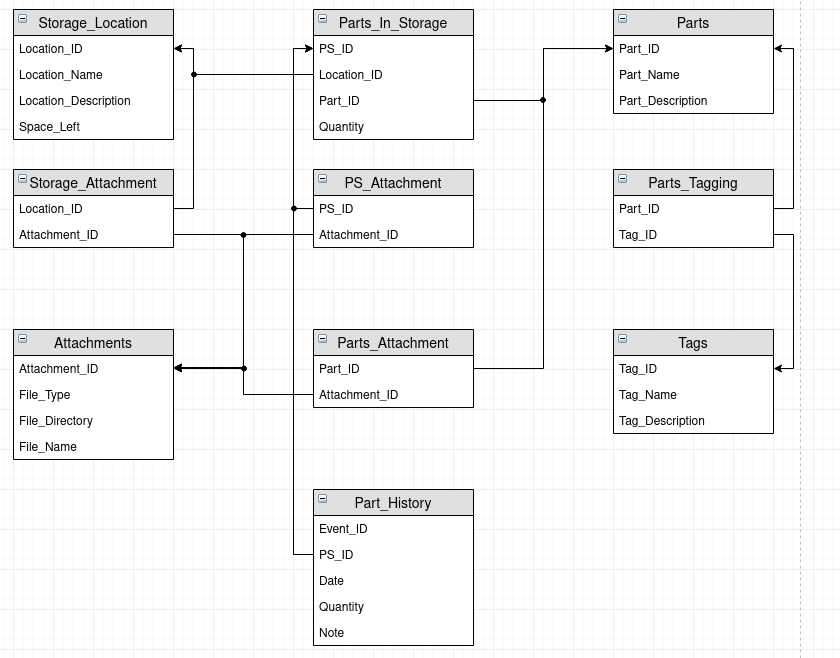 Storage_Location
Location_ID
Location_Name
Location_Description
Space_Left
Parts_In_Storage
PS_ID
Location_ID
Part_ID
Quantity
Parts
Part_ID
Part_Name
Part_Description
Storage_Attachment
Location_ID
Attachment_ID
PS_Attachment
PS_ID
Attachment_ID
Parts_Tagging
Part_ID
Tag_ID
Attachments
Attachment_ID
File_Type
File_Directory
File_Name
Parts_Attachment
Part_ID
Attachment_ID
Tags
Tag_ID
Tag_Name
Tag_Description
Part_History
Event_ID
PS_ID
Date
Quantity
Note